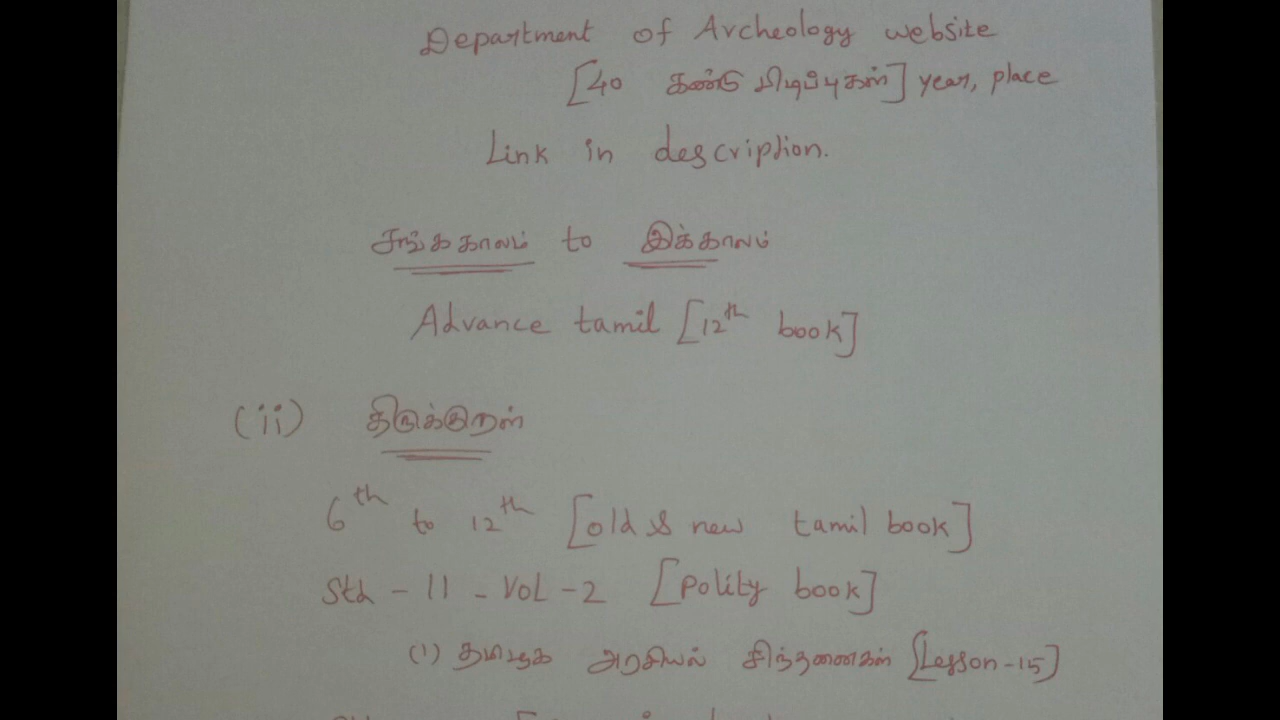 Department of Archeology website
[40 கண்டுபிடிப்புகள்] year, place
Link in description.
சங்ககாலம் to இக்காலம்
Advance tamil [12th book]
(ii) திருக்குறள்
6th to 12th [old & new tamil book]
Std - 11 - Vol - 2 [Polity book]
(1) தமிழக அரசியல் சிந்தனைகள் [Lesson - 15]